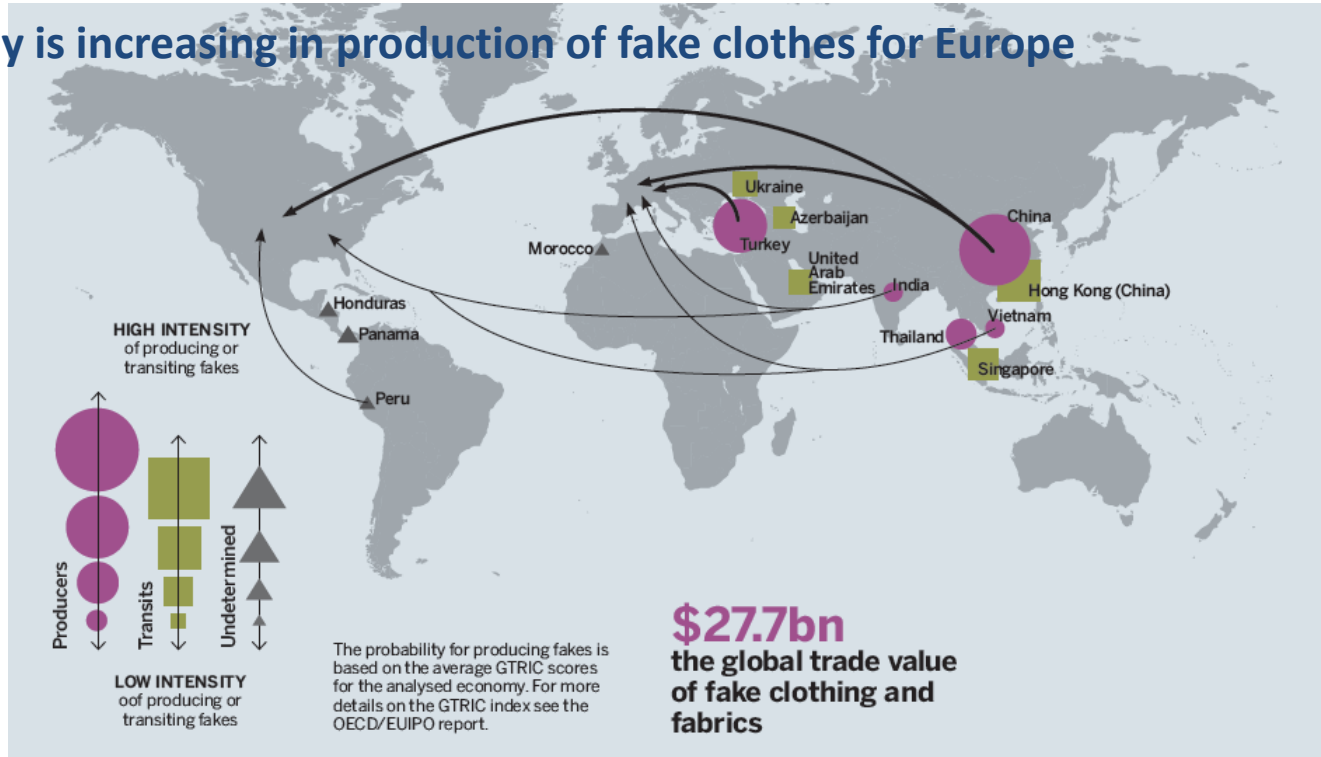 y is increasing in production of fake clothes for Europe
Ukraine
Azerbaijan
China
Turkey
Morocco
United
Arab
Emirates
India
Hong Kong (China)
Honduras
Vietnam
HIGH INTENSITY
of producing or
transiting fakes
Panama
Thailand
Singapore
Peru
Producers
Transits
Undetermined
LOW INTENSITY
oof producing or
transiting fakes
The probability for producing fakes is
based on the average GTRIC scores
for the analysed economy. For more
details on the GTRIC index see the
OECD/EUIPO report.
$27.7bn
the global trade value
of fake clothing and
fabrics